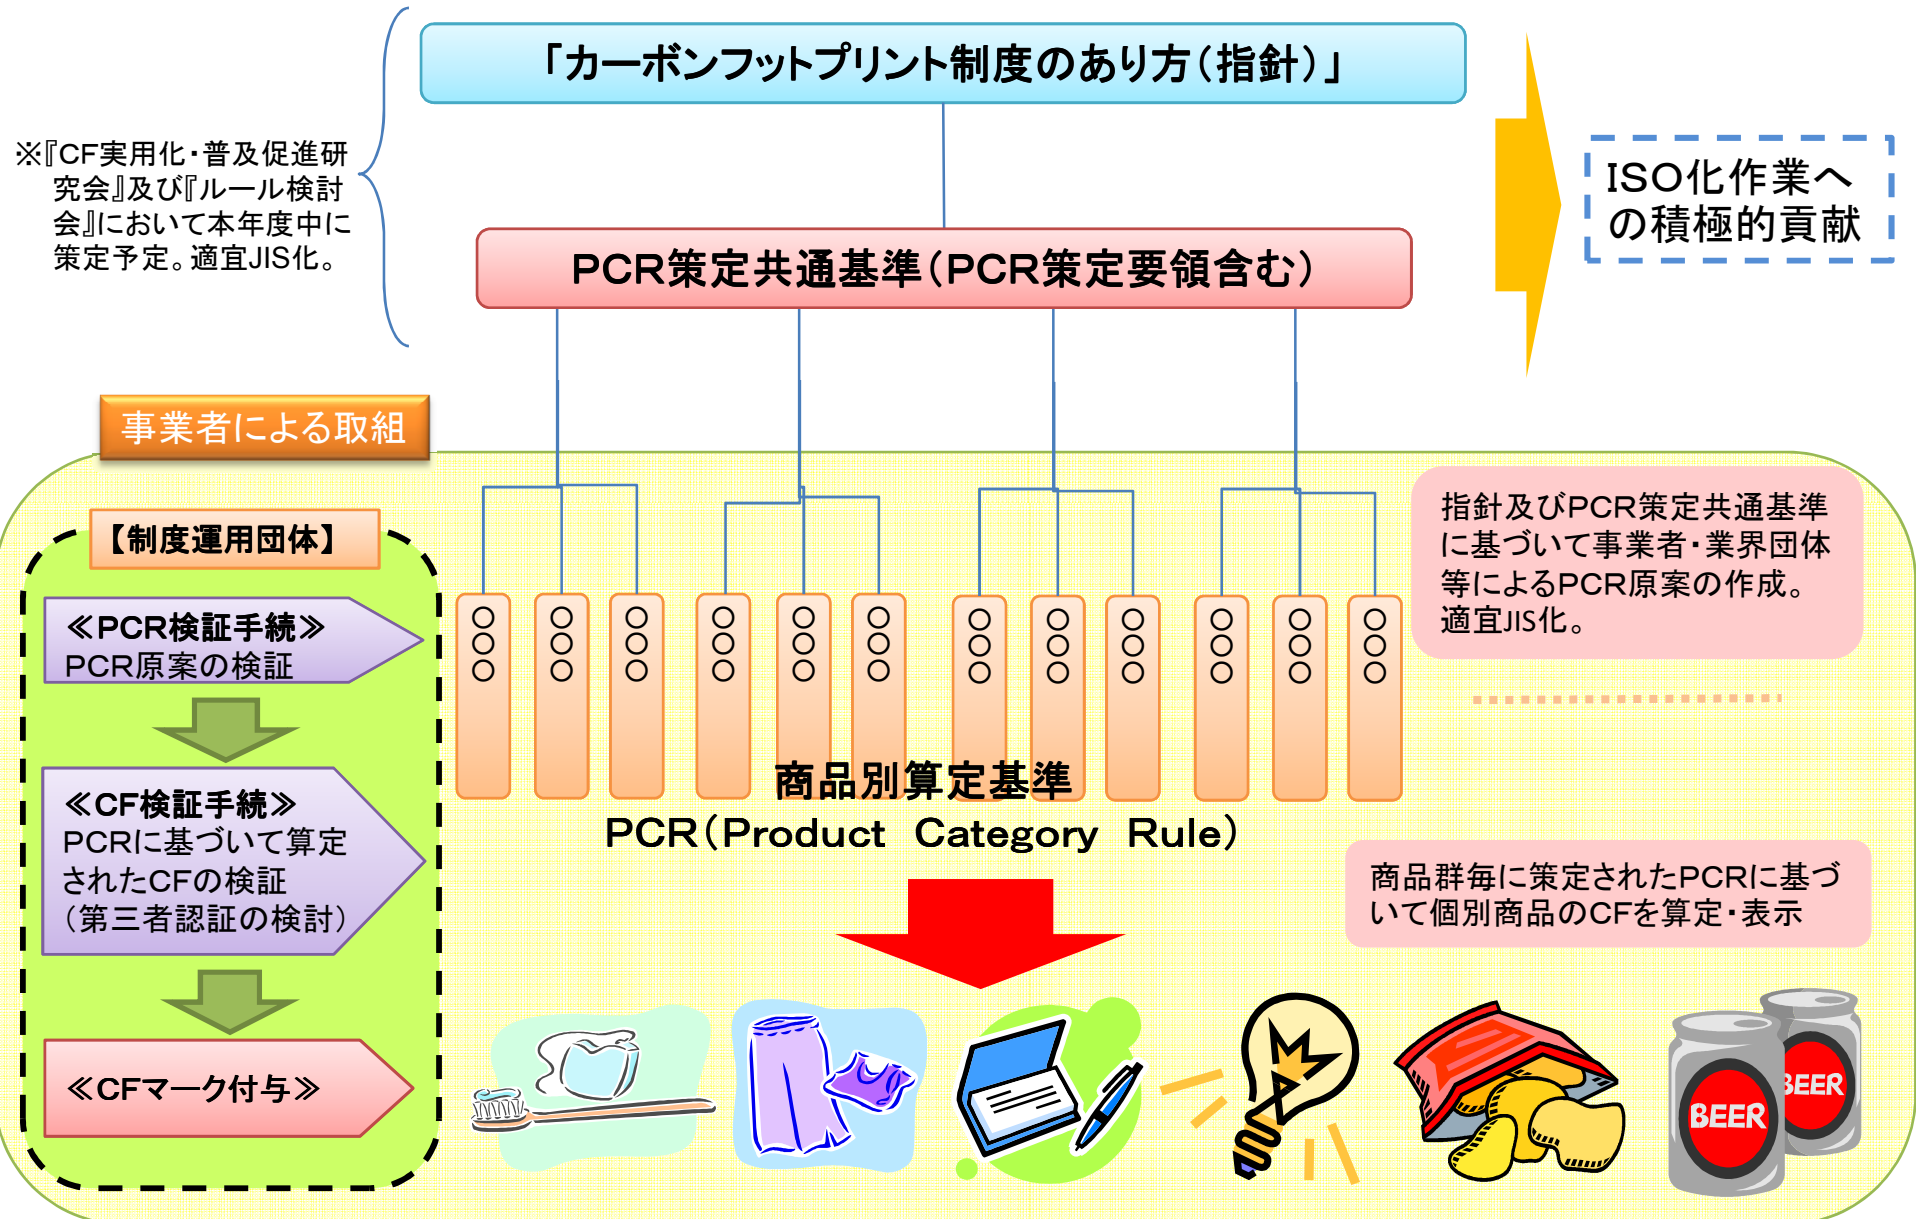 「カーボンフットプリント制度のあり方（指針）」
※『CF実用化・普及促進研
究会』及び『ルール検討
会』において本年度中に
策定予定。適宜JIS化。
ISO化作業へ
の積極的貢献
PCR策定共通基準（PCR策定要領含む）
事業者による取組
【制度運用団体】
≪PCR検証手続≫
PCR原案の検証
≪CF検証手続≫
PCRに基づいて算定
されたCFの検証
（第三者認証の検討）
≪CFマーク付与≫
○○○ ○○○ ○○○ ○○○ ○○○ ○○○ ○○○ ○○○ ○○○ ○○○ ○○○ ○○○
商品別算定基準
PCR（Product Category Rule）
指針及びPCR策定共通基準
に基づいて事業者・業界団体
等によるPCR原案の作成。
適宜JIS化。
商品群毎に策定されたPCRに基づ
いて個別商品のCFを算定・表示
BEER
BEER